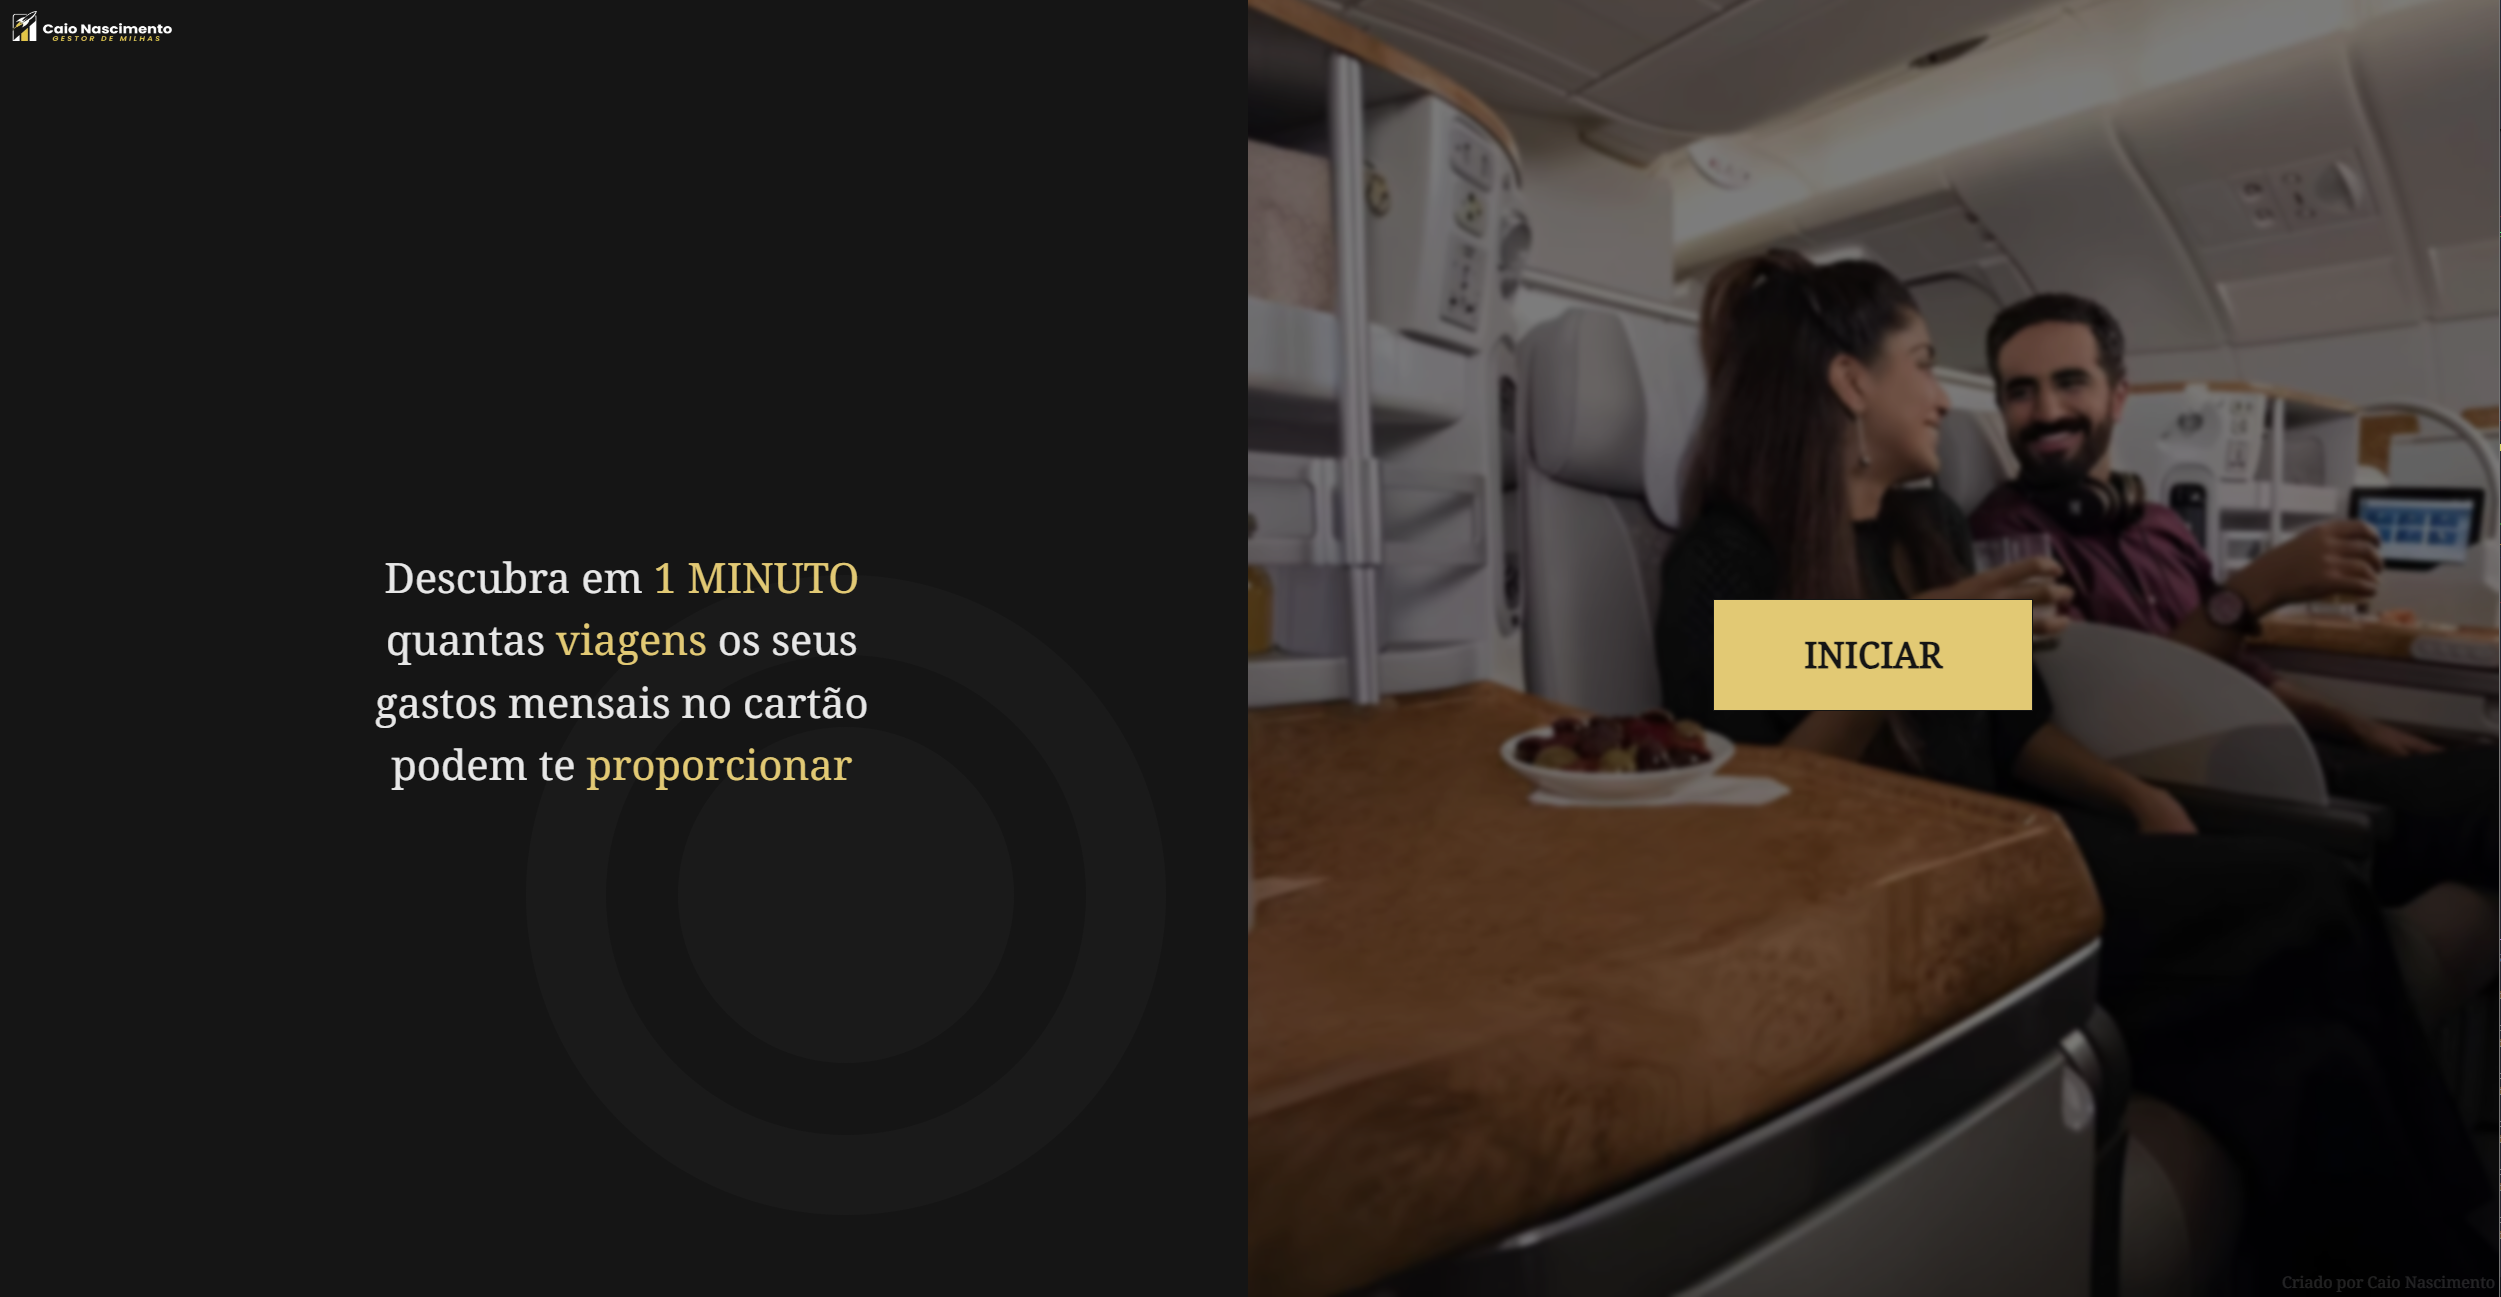 Caio Nascimento
GESTOR DE MILHAS
Descubra em 1 MINUTO
quantas viagens os seus
gastos mensais no cartão
podem te proporcionar
INICIAR
Criado por Caio Nascimento